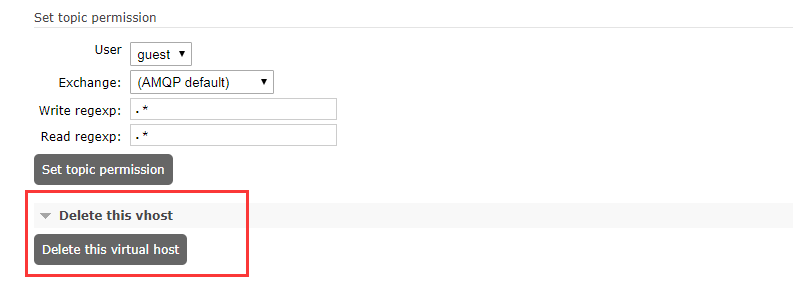 Set topic permission
User guest
Exchange: (AMQP default)
Write regexp: .*
Read regexp: .*
Set topic permission
Delete this vhost
Delete this virtual host